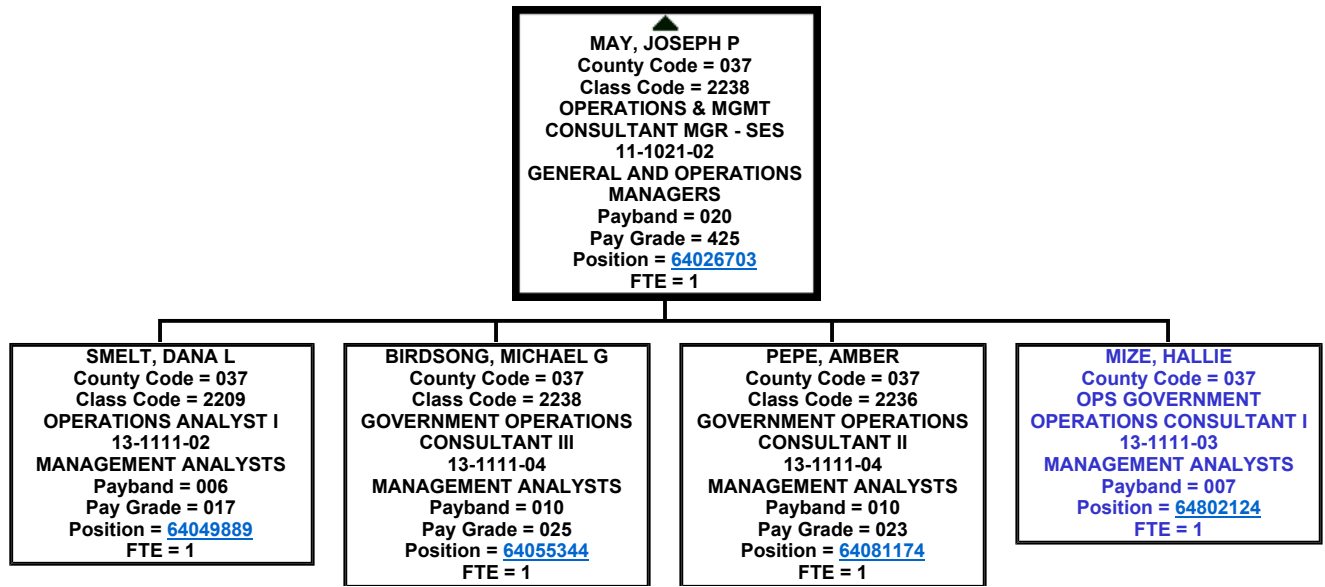 MAY, JOSEPH P
County Code = 037
Class Code = 2238
OPERATIONS & MGMT
CONSULTANT MGR - SES
11-1021-02
GENERAL AND OPERATIONS
MANAGERS
Payband = 020
Pay Grade = 425
Position = 64026703
FTE = 1
SMELT, DANA L
County Code = 037
Class Code = 2209
OPERATIONS ANALYST I
13-1111-02
MANAGEMENT ANALYSTS
Payband = 006
Pay Grade = 017
Position = 64049889
FTE = 1
BIRDSONG, MICHAEL G
County Code = 037
Class Code = 2238
GOVERNMENT OPERATIONS
CONSULTANT III
13-1111-04
MANAGEMENT ANALYSTS
Payband = 010
Pay Grade = 025
Position = 64055344
FTE = 1
PEPE, AMBER
County Code = 037
Class Code = 2236
GOVERNMENT OPERATIONS
CONSULTANT II
13-1111-04
MANAGEMENT ANALYSTS
Payband = 010
Pay Grade = 023
Position = 64081174
FTE = 1
MIZE, HALLIE
County Code = 037
OPS GOVERNMENT
OPERATIONS CONSULTANT I
13-1111-03
MANAGEMENT ANALYSTS
Payband = 007
Position = 64802124
FTE = 1